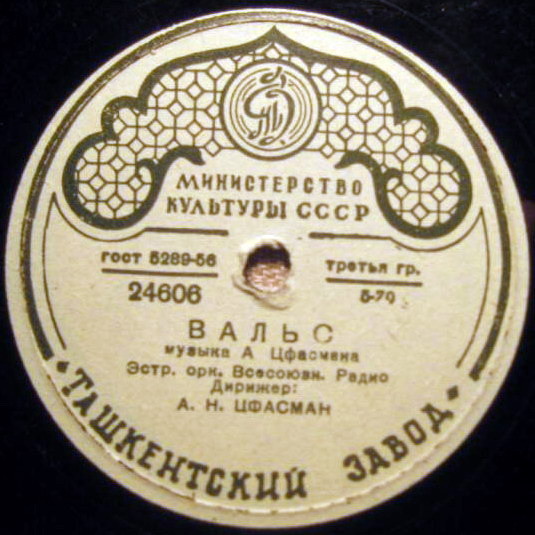 МИНИСТЕРСТВО
КУЛЬТУРЫ СССР
ГОСТ 5289-56
третья гр.
24606
5-70
ВАЛЬС
музыка А Цфасмана
Эстр. орк. Всесоюзн. Радио
Дирижер:
А. Н. ЦФАСМАН
"ТАШКЕНТСКИЙ ЗАВОД"